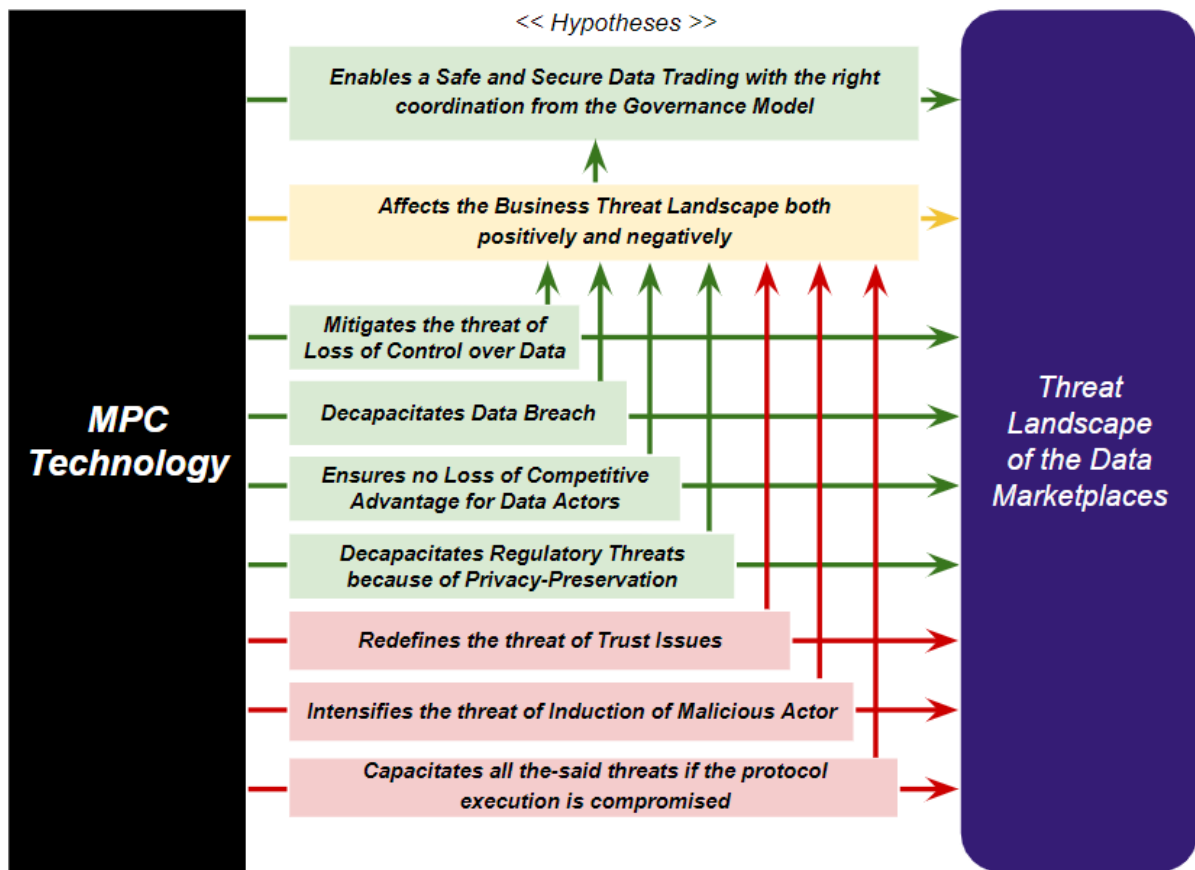 << Hypotheses >>
Enables a Safe and Secure Data Trading with the right
coordination from the Governance Model
Affects the Business Threat Landscape both
positively and negatively
Mitigates the threat of
Loss of Control over Data
Decapacitates Data Breach
Ensures no Loss of Competitive
Advantage for Data Actors
Decapacitates Regulatory Threats
because of Privacy-Preservation
Redefines the threat of Trust Issues
Intensifies the threat of Induction of Malicious Actor
Capacitates all the-said threats if the protocol
execution is compromised
MPC
Technology
Threat
Landscape
of the Data
Marketplaces